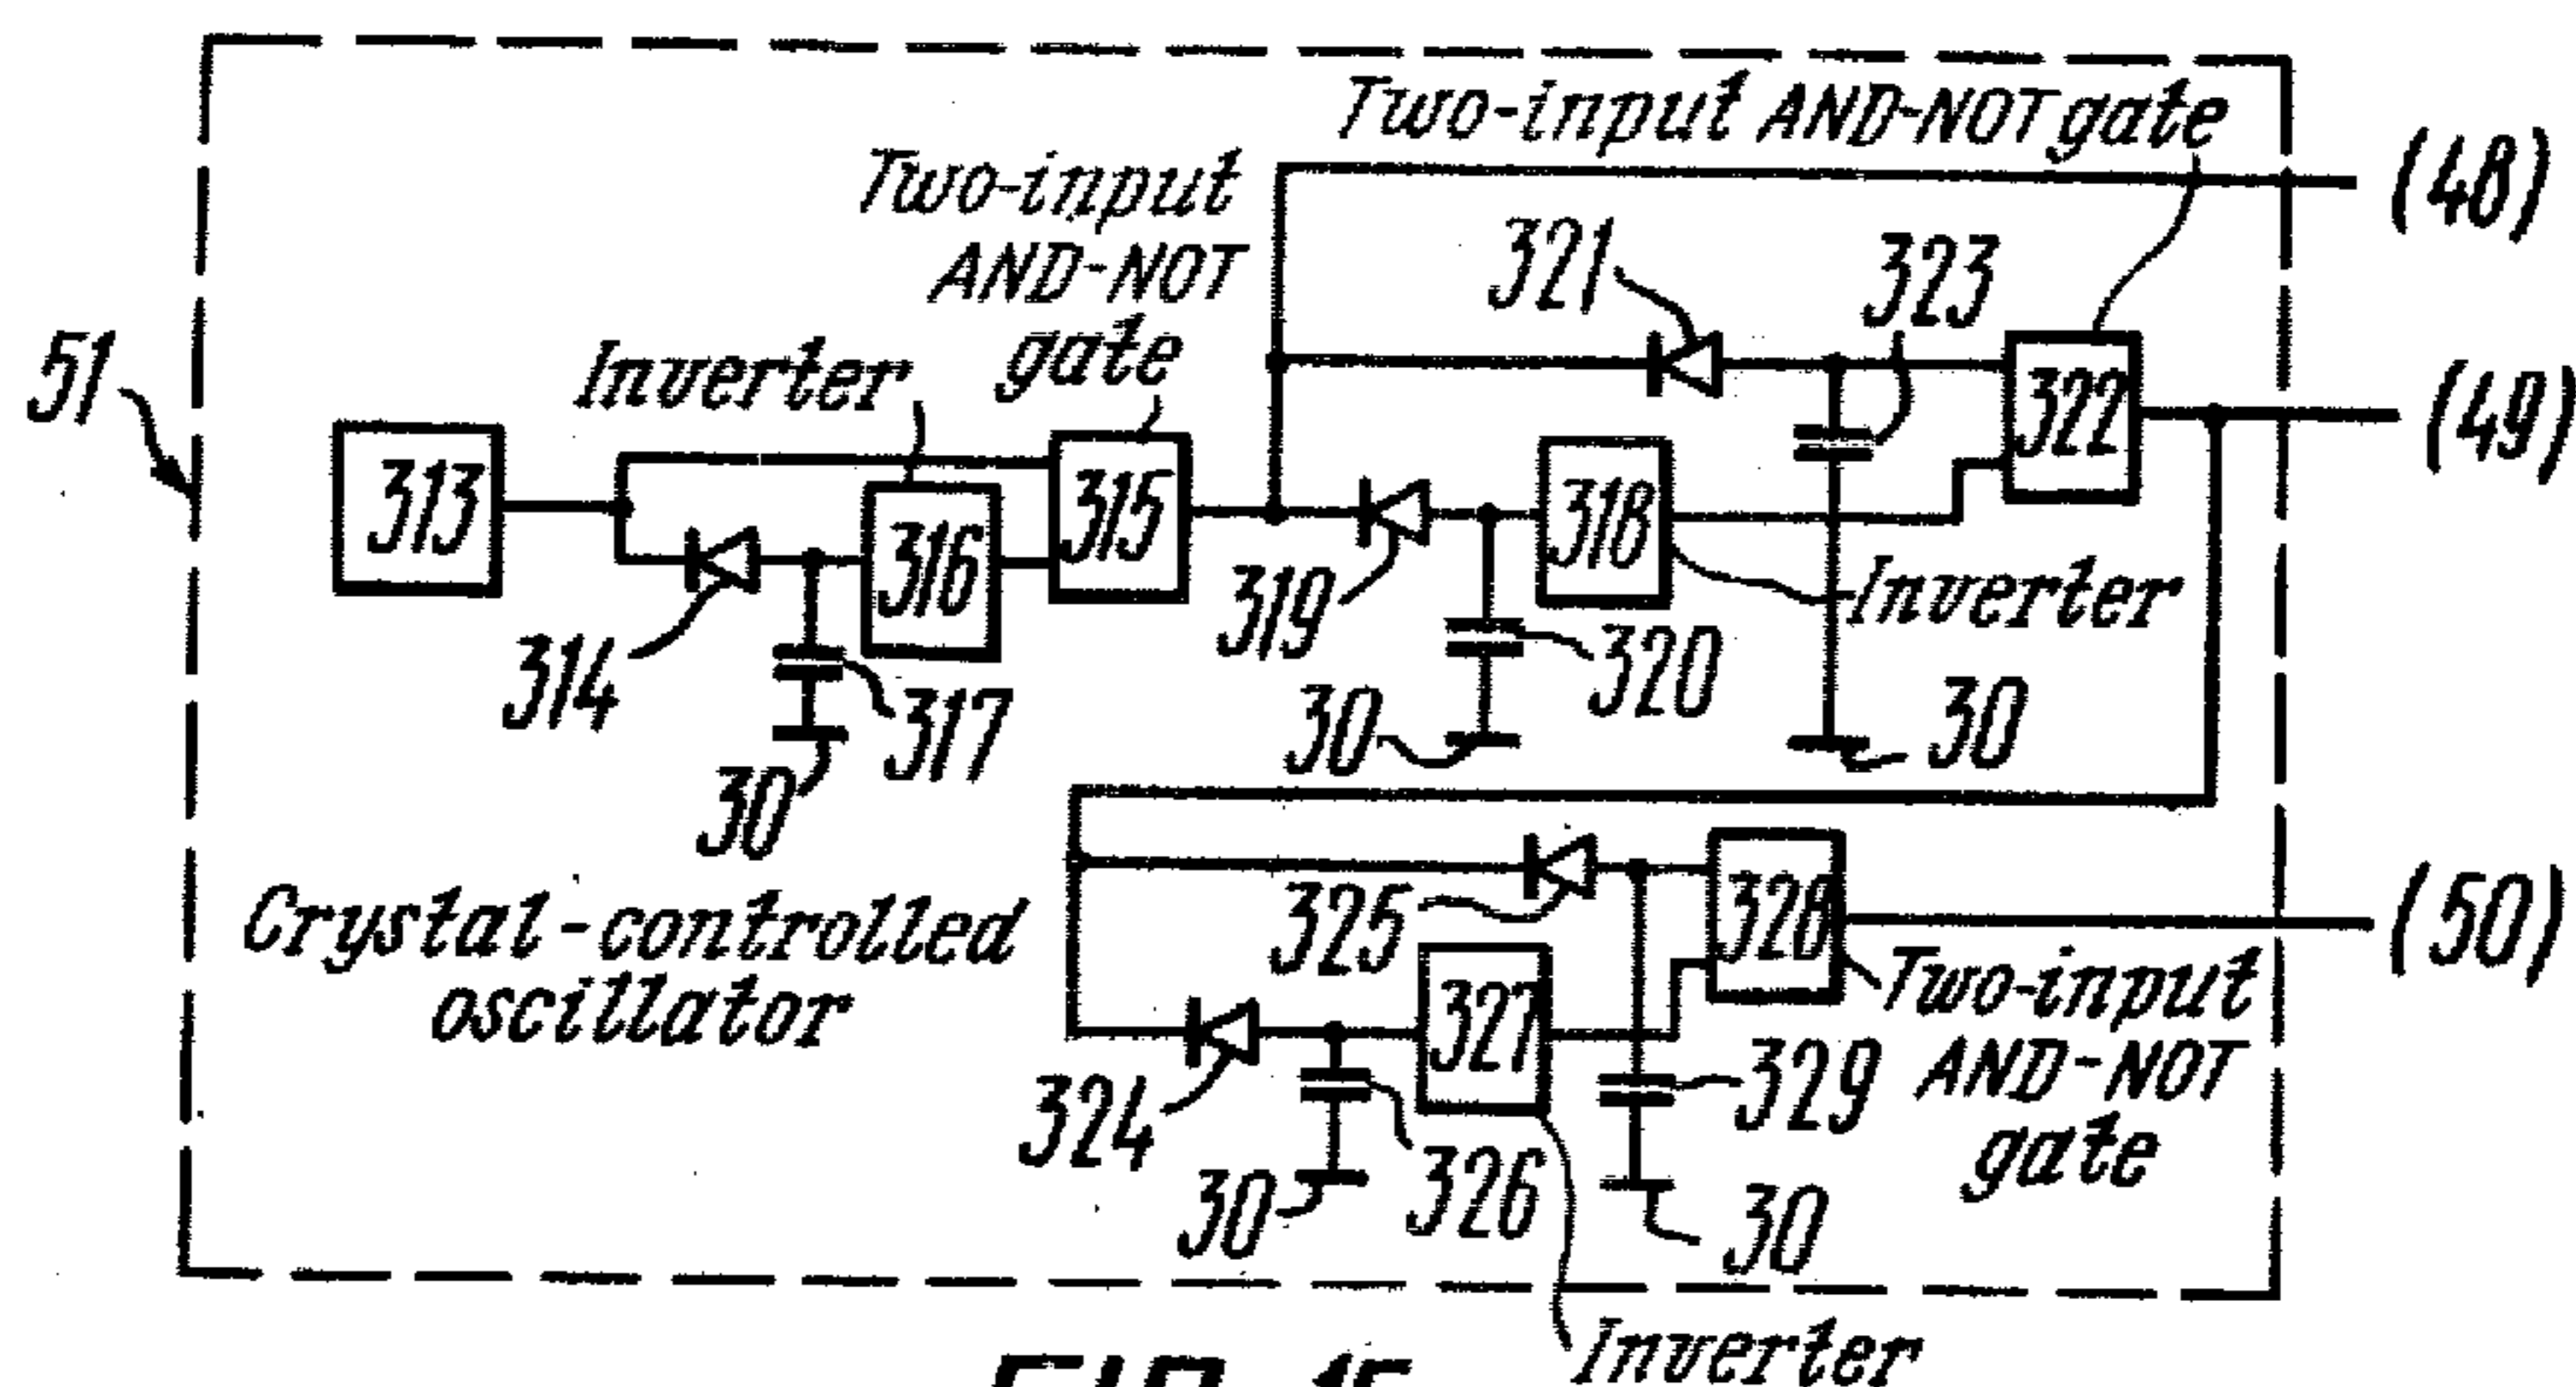 Two-input AND-NOT gate
(48)
Two-input
AND-NOT
gate
321
323
51
Inverter
322
(49)
313
315
318
316
319
Inverter
314
320
317
30
30
30
325
328
(50)
Crystal-controlled
oscillator
327
Two-input
AND-NOT
gate
324
329
326
30
30
Inverter